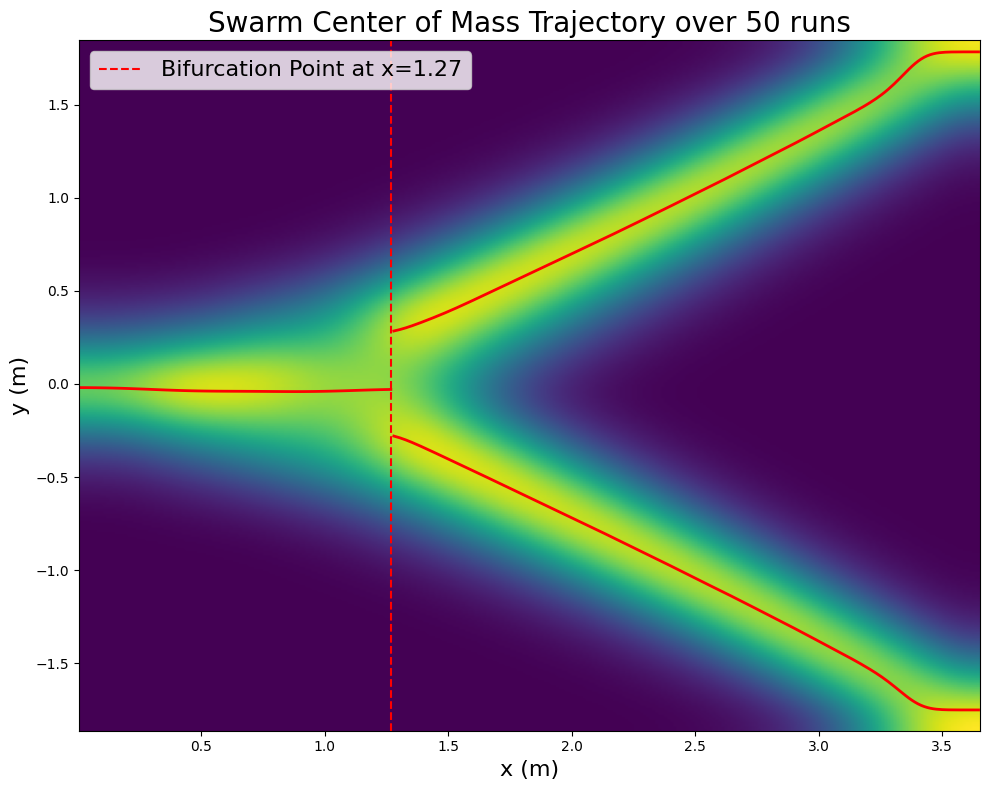 Swarm Center of Mass Trajectory over 50 runs
Bifurcation Point at x=1.27
y (m)
1.5
1.0
0.5
0.0
−0.5
−1.0
−1.5
0.5 1.0 1.5 2.0 2.5 3.0 3.5
x (m)